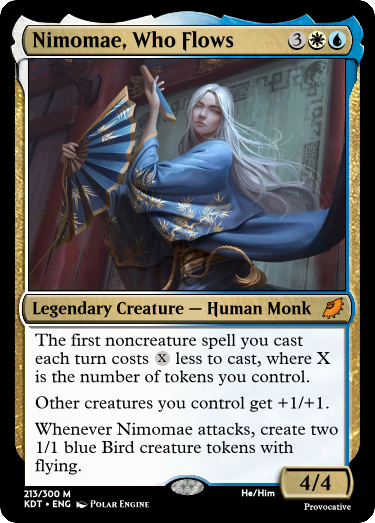 Nimomae, Who Flows 3
Legendary Creature — Human Monk
The first noncreature spell you cast
each turn costs X less to cast, where X
is the number of tokens you control.
Other creatures you control get +1/+1.
Whenever Nimomae attacks, create two
1/1 blue Bird creature tokens with
flying.
4/4
213/300 M He/Him Provocative
KDT • ENG Polar Engine